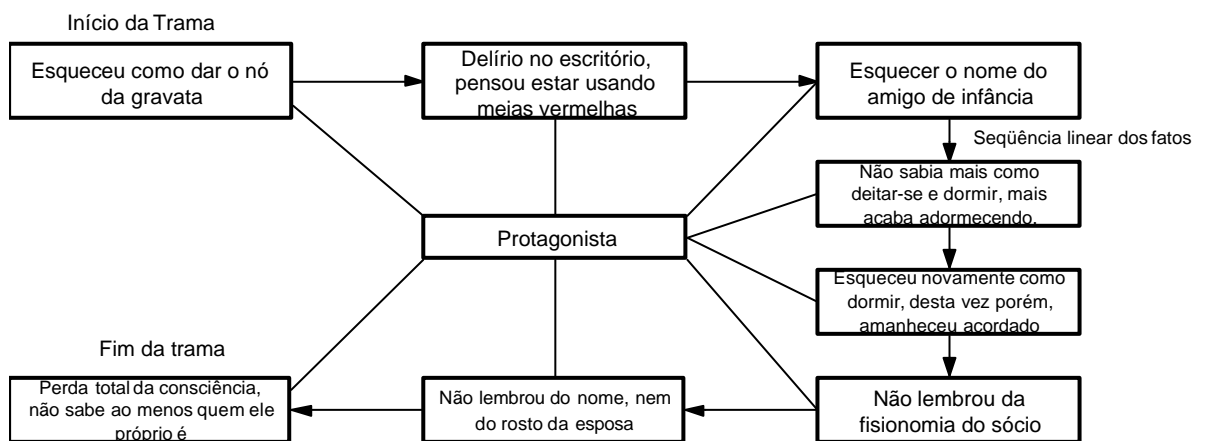 Início da Trama
Esqueceu como dar o nó
da gravata
Delírio no escritório,
pensou estar usando
meias vermelhas
Esquecer o nome do
amigo de infância
Seqüência linear dos fatos
Não sabia mais como
deitar-se e dormir, mais
acaba adormecendo.
Protagonista
Esqueceu novamente como
dormir, desta vez porém,
amanheceu acordado
Fim da trama
Perda total da consciência,
não sabe ao menos quem ele
próprio é
Não lembrou do nome, nem
do rosto da esposa
Não lembrou da
fisionomia do sócio